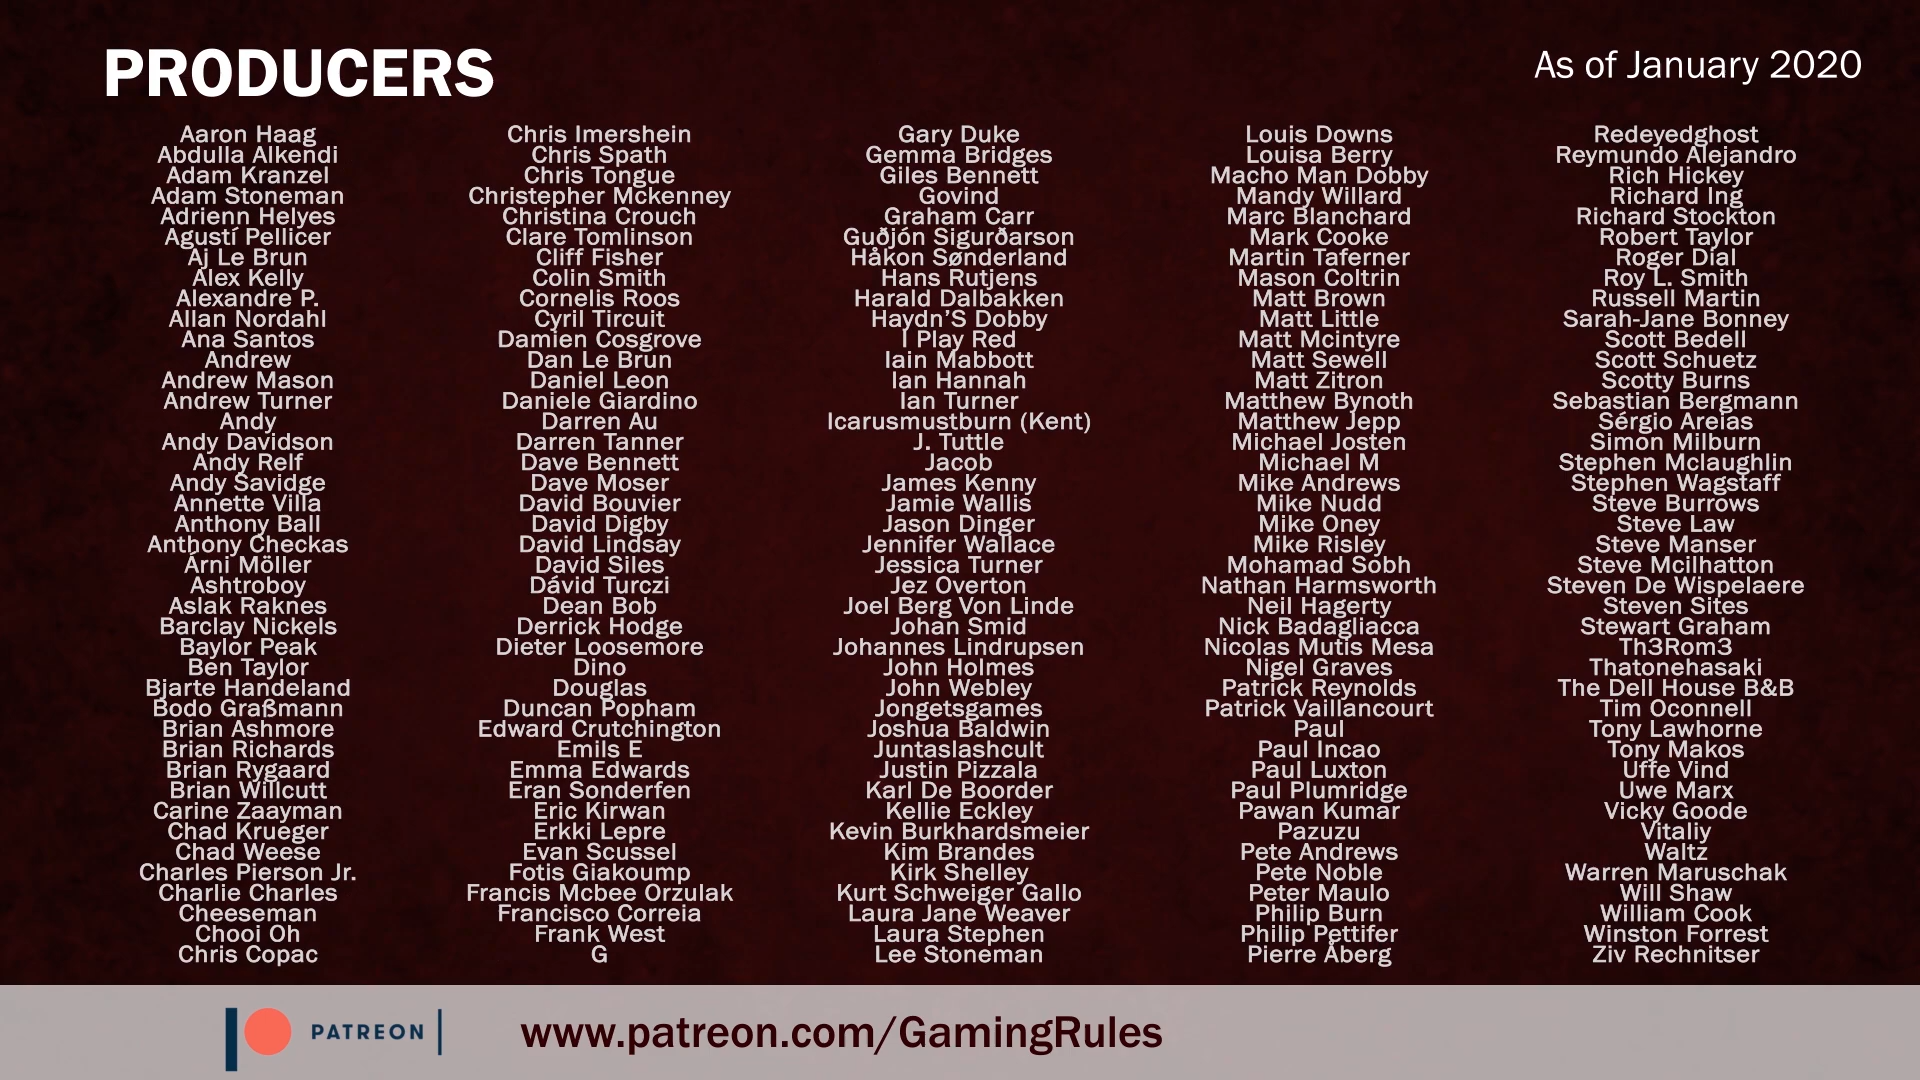 PRODUCERS
As of January 2020
Aaron Haag
Abdulla Alkendi
Adam Kranzel
Adam Stoneman
Adrienn Helyes
Agustí Pellicer
Aj Le Brun
Alex Kelly
Alexandre P.
Allan Nordahl
Ana Santos
Andrew
Andrew Mason
Andrew Turner
Andy
Andy Davidson
Andy Relf
Andy Savidge
Annette Villa
Anthony Ball
Anthony Checkas
Árni Möller
Ashtroboy
Aslak Raknes
Barclay Nickels
Baylor Peak
Ben Taylor
Bjarte Handeland
Bodo Graßmann
Brian Ashmore
Brian Richards
Brian Rygaard
Brian Willcutt
Carine Zaayman
Chad Krueger
Chad Weese
Charles Pierson Jr.
Charlie Charles
Cheeseman
Chooi Oh
Chris Copac
Chris Imershein
Chris Spath
Chris Tongue
Christepher Mckenney
Christina Crouch
Clare Tomlinson
Cliff Fisher
Colin Smith
Cornelis Roos
Cyril Tircuit
Damien Cosgrove
Dan Le Brun
Daniel Leon
Daniele Giardino
Darren Au
Darren Tanner
Dave Bennett
Dave Moser
David Bouvier
David Digby
David Lindsay
David Siles
Dávid Turczi
Dean Bob
Derrick Hodge
Dieter Loosemore
Dino
Douglas
Duncan Popham
Edward Crutchington
Emils E
Emma Edwards
Eran Sonderfen
Eric Kirwan
Erkki Lepre
Evan Scussel
Fotis Giakoump
Francis Mcbee Orzulak
Francisco Correia
Frank West
G
Gary Duke
Gemma Bridges
Giles Bennett
Govind
Graham Carr
Guðjón Sigurðarson
Håkon Sønderland
Hans Rutjens
Harald Dalbakken
Haydn’S Dobby
I Play Red
Iain Mabbott
Ian Hannah
Ian Turner
Icarusmustburn (Kent)
J. Tuttle
Jacob
James Kenny
Jamie Wallis
Jason Dinger
Jennifer Wallace
Jessica Turner
Jez Overton
Joel Berg Von Linde
Johan Smid
Johannes Lindrupsen
John Holmes
John Webley
Jongetsgames
Joshua Baldwin
Juntaslashcult
Justin Pizzala
Karl De Boorder
Kellie Eckley
Kevin Burkhardsmeier
Kim Brandes
Kirk Shelley
Kurt Schweiger Gallo
Laura Jane Weaver
Laura Stephen
Lee Stoneman
Louis Downs
Louisa Berry
Macho Man Dobby
Mandy Willard
Marc Blanchard
Mark Cooke
Martin Taferner
Mason Coltrin
Matt Brown
Matt Little
Matt Mcintyre
Matt Sewell
Matt Zitron
Matthew Bynoth
Matthew Jepp
Michael Josten
Michael M
Mike Andrews
Mike Nudd
Mike Oney
Mike Risley
Mohamad Sobh
Nathan Harmsworth
Neil Hagerty
Nick Badagliacca
Nicolas Mutis Mesa
Nigel Graves
Patrick Reynolds
Patrick Vaillancourt
Paul
Paul Incao
Paul Luxton
Paul Plumridge
Pawan Kumar
Pazuzu
Pete Andrews
Pete Noble
Peter Maulo
Philip Burn
Philip Pettifer
Pierre Åberg
Redeyedghost
Reymundo Alejandro
Rich Hickey
Richard Ing
Richard Stockton
Robert Taylor
Roger Dial
Roy L. Smith
Russell Martin
Sarah-Jane Bonney
Scott Bedell
Scott Schuetz
Scotty Burns
Sebastian Bergmann
Sérgio Areias
Simon Milburn
Stephen Mclaughlin
Stephen Wagstaff
Steve Burrows
Steve Law
Steve Manser
Steve Mcilhatton
Steven De Wispelaere
Steven Sites
Stewart Graham
Th3Rom3
Thatonehasaki
The Dell House B&B
Tim Oconnell
Tony Lawhorne
Tony Makos
Uffe Vind
Uwe Marx
Vicky Goode
Vitaliy
Waltz
Warren Maruschak
Will Shaw
William Cook
Winston Forrest
Ziv Rechnitser
PATREON
www.patreon.com/GamingRules